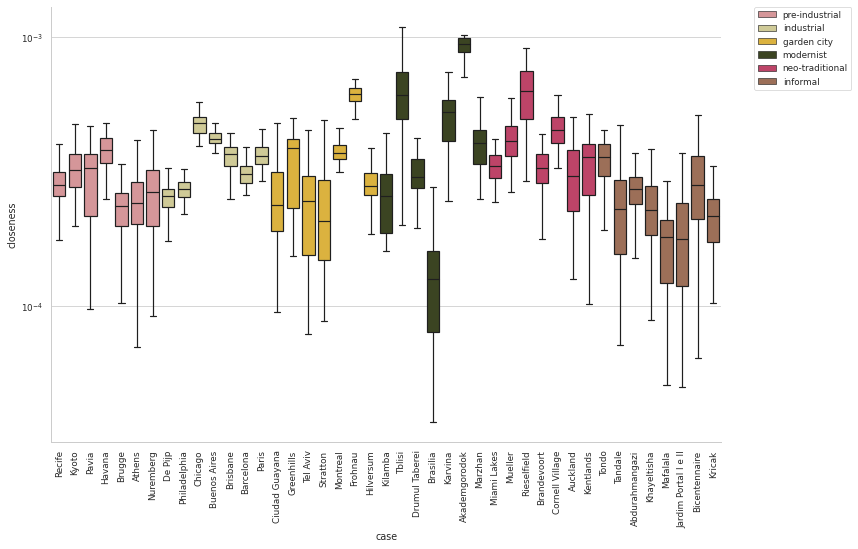 pre-industrial
industrial
garden city
modernist
neo-traditional
informal
10⁻³
10⁻⁴
closeness
Recife
Kyoto
Pavia
Havana
Brugge
Athens
Nuremberg
De Pijp
Philadelphia
Chicago
Buenos Aires
Brisbane
Barcelona
Paris
Ciudad Guayana
Greenhills
Tel Aviv
Stratton
Montreal
Frohnau
Hilversum
Kilamba
Tblisi
Drumul Taberei
Brasilia
Karvina
Akademgorodok
Marzhan
Miami Lakes
Mueller
Rieselfield
Brandevoort
Cornell Village
Auckland
Kentlands
Tondo
Tandale
Abdurahmangazi
Khayelitsha
Mafalala
Jardim Portal I e II
Bicentennaire
Kricak
case